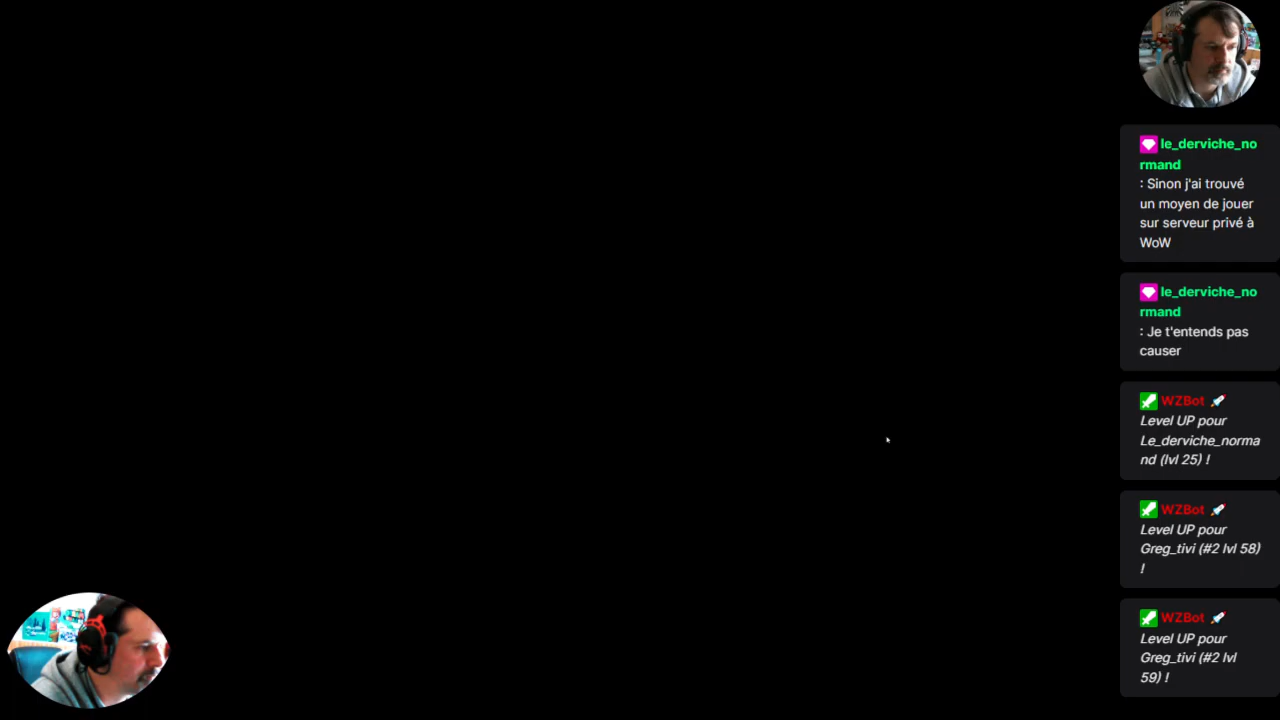 le_derviche_no
rmand
: Sinon j'ai trouvé
un moyen de jouer
sur serveur privé à
WoW
le_derviche_no
rmand
: Je t'entends pas
causer
WZBot
Level UP pour
Le_derviche_norma
nd (lvl 25) !
WZBot
Level UP pour
Greg_tivi (#2 lvl 58)
!
WZBot
Level UP pour
Greg_tivi (#2 lvl
59) !